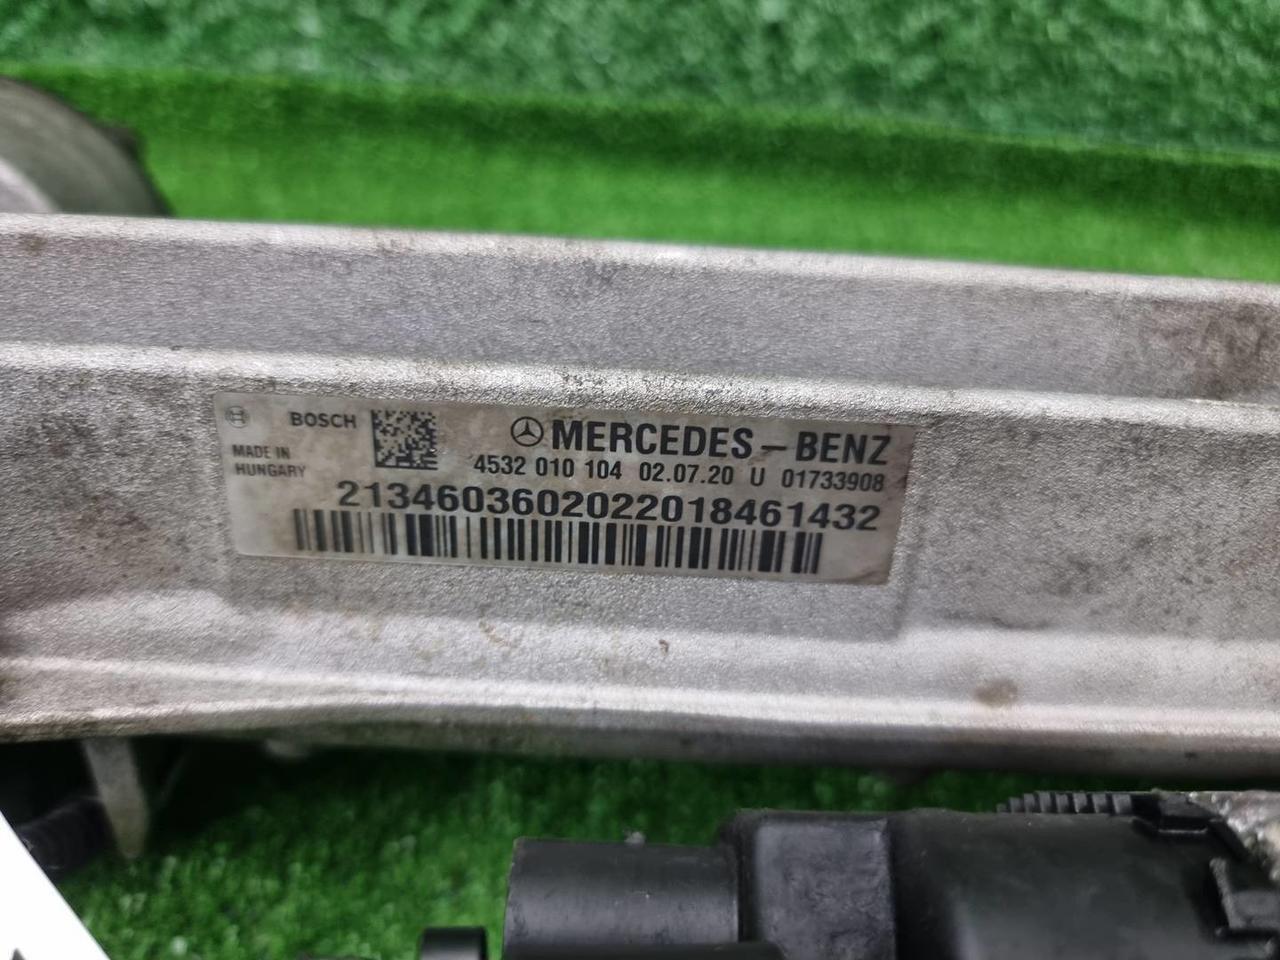 BOSCH
MADE IN
HUNGARY
MERCEDES-BENZ
4532 010 104 02.07.20 U 01733908
2134603602022018461432